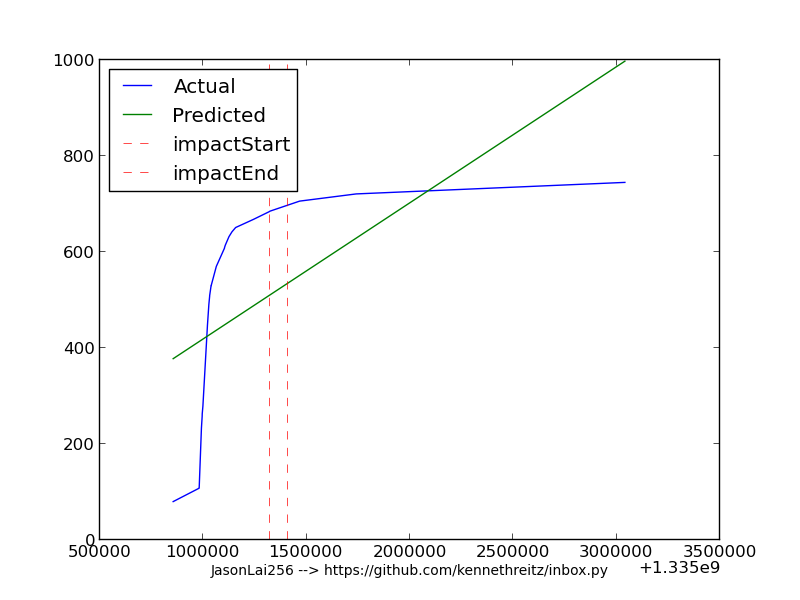 1000
800
600
400
200
0
Actual
Predicted
impactStart
impactEnd
500000 1000000 1500000 2000000 2500000 3000000 3500000
JasonLai256 --> https://github.com/kennethreitz/inbox.py +1.335e9